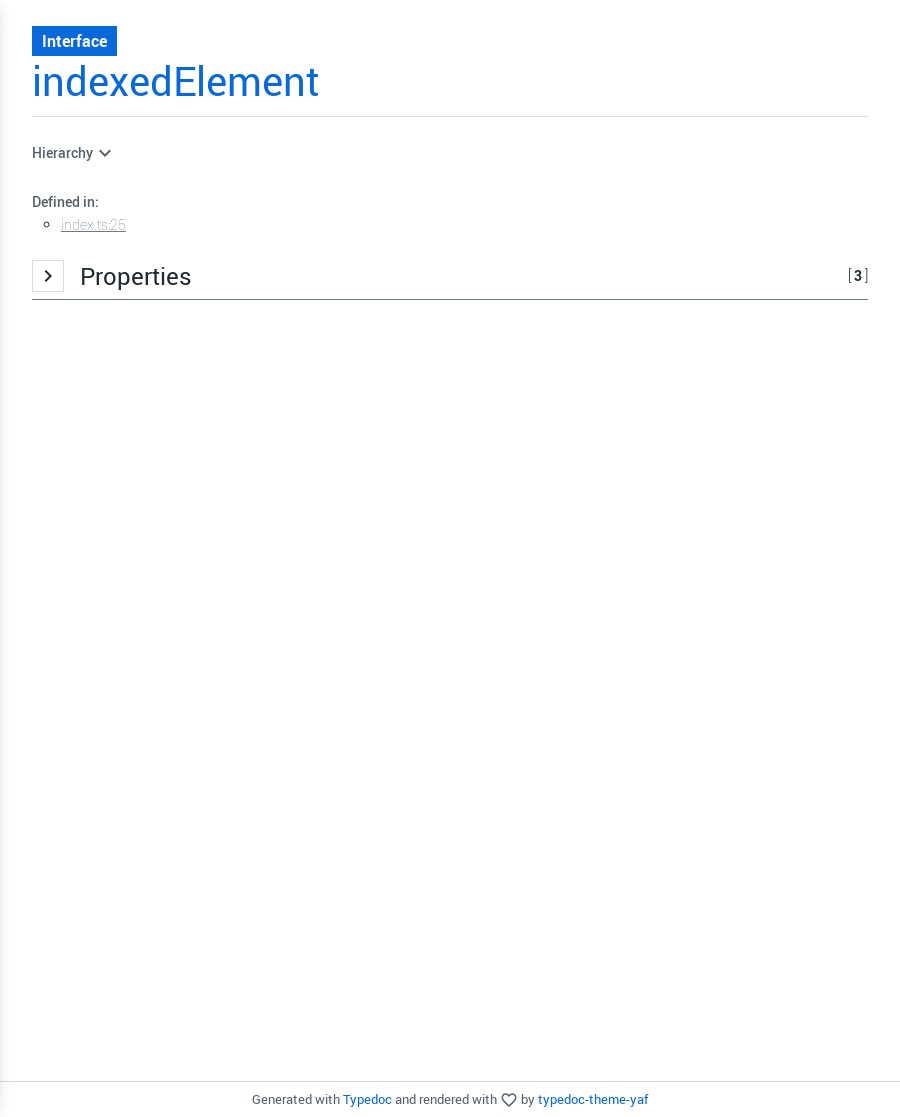 Interface
indexedElement
Hierarchy
Defined in:
index.ts:25
Properties [ 3 ]
Generated with Typedoc and rendered with by typedoc-theme-yaf